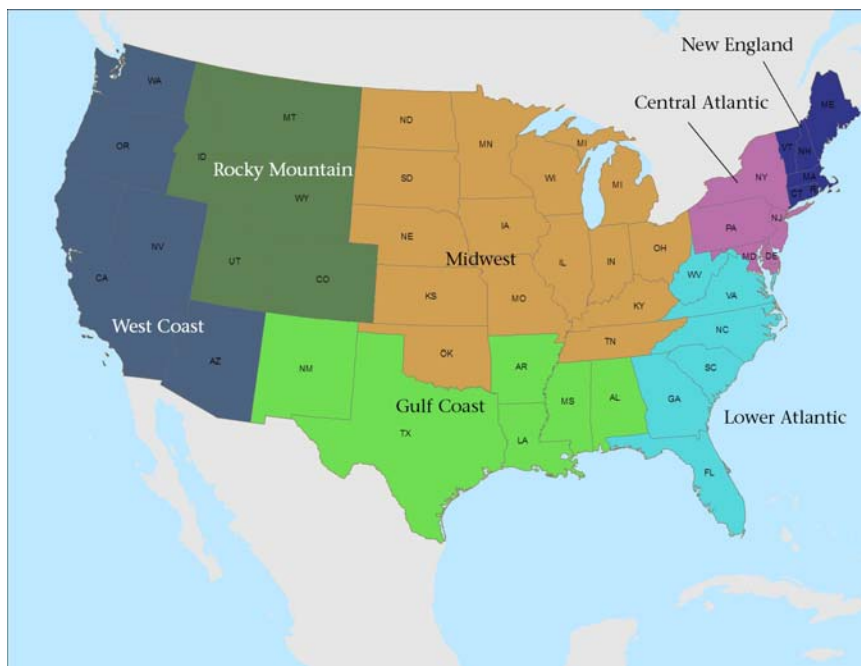 New England
Central Atlantic
WA
MT
ND
MN
ME
OR
ID
Rocky Mountain
SD
WI
MI
MI
VT
NH
NY
MA
CT
RI
WY
NE
IA
PA
NJ
NV
UT
CO
Midwest
IL
IN
OH
MD
DE
WV
VA
CA
KS
MO
KY
West Coast
AZ
NM
OK
AR
TN
NC
SC
Gulf Coast
TX
LA
MS
AL
GA
Lower Atlantic
FL